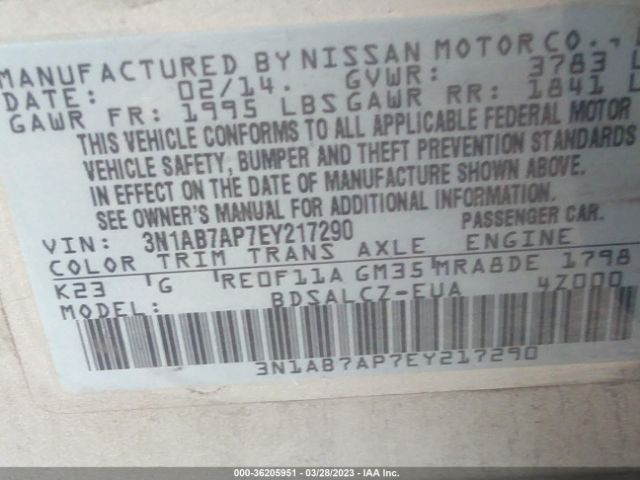 MANUFACTURED BY NISSAN MOTOR CO.,
DATE: 02/14. GVWR: 3783 L
GAWR FR: 1995 LBS GAWR RR: 1841 L
THIS VEHICLE CONFORMS TO ALL APPLICABLE FEDERAL MOTOR
VEHICLE SAFETY, BUMPER AND THEFT PREVENTION STANDARDS
IN EFFECT ON THE DATE OF MANUFACTURE SHOWN ABOVE.
SEE OWNER'S MANUAL FOR ADDITIONAL INFORMATION.
VIN: 3N1AB7AP7EY217290 PASSENGER CAR.
COLOR TRIM TRANS AXLE ENGINE
K23 G RE0F11A GM35 MRA8DE 1798
MODEL: BDSALCZ-EUA 4Z000
3N1AB7AP7EY217290
000-36205951 | 03/28/2023 | IAA Inc.